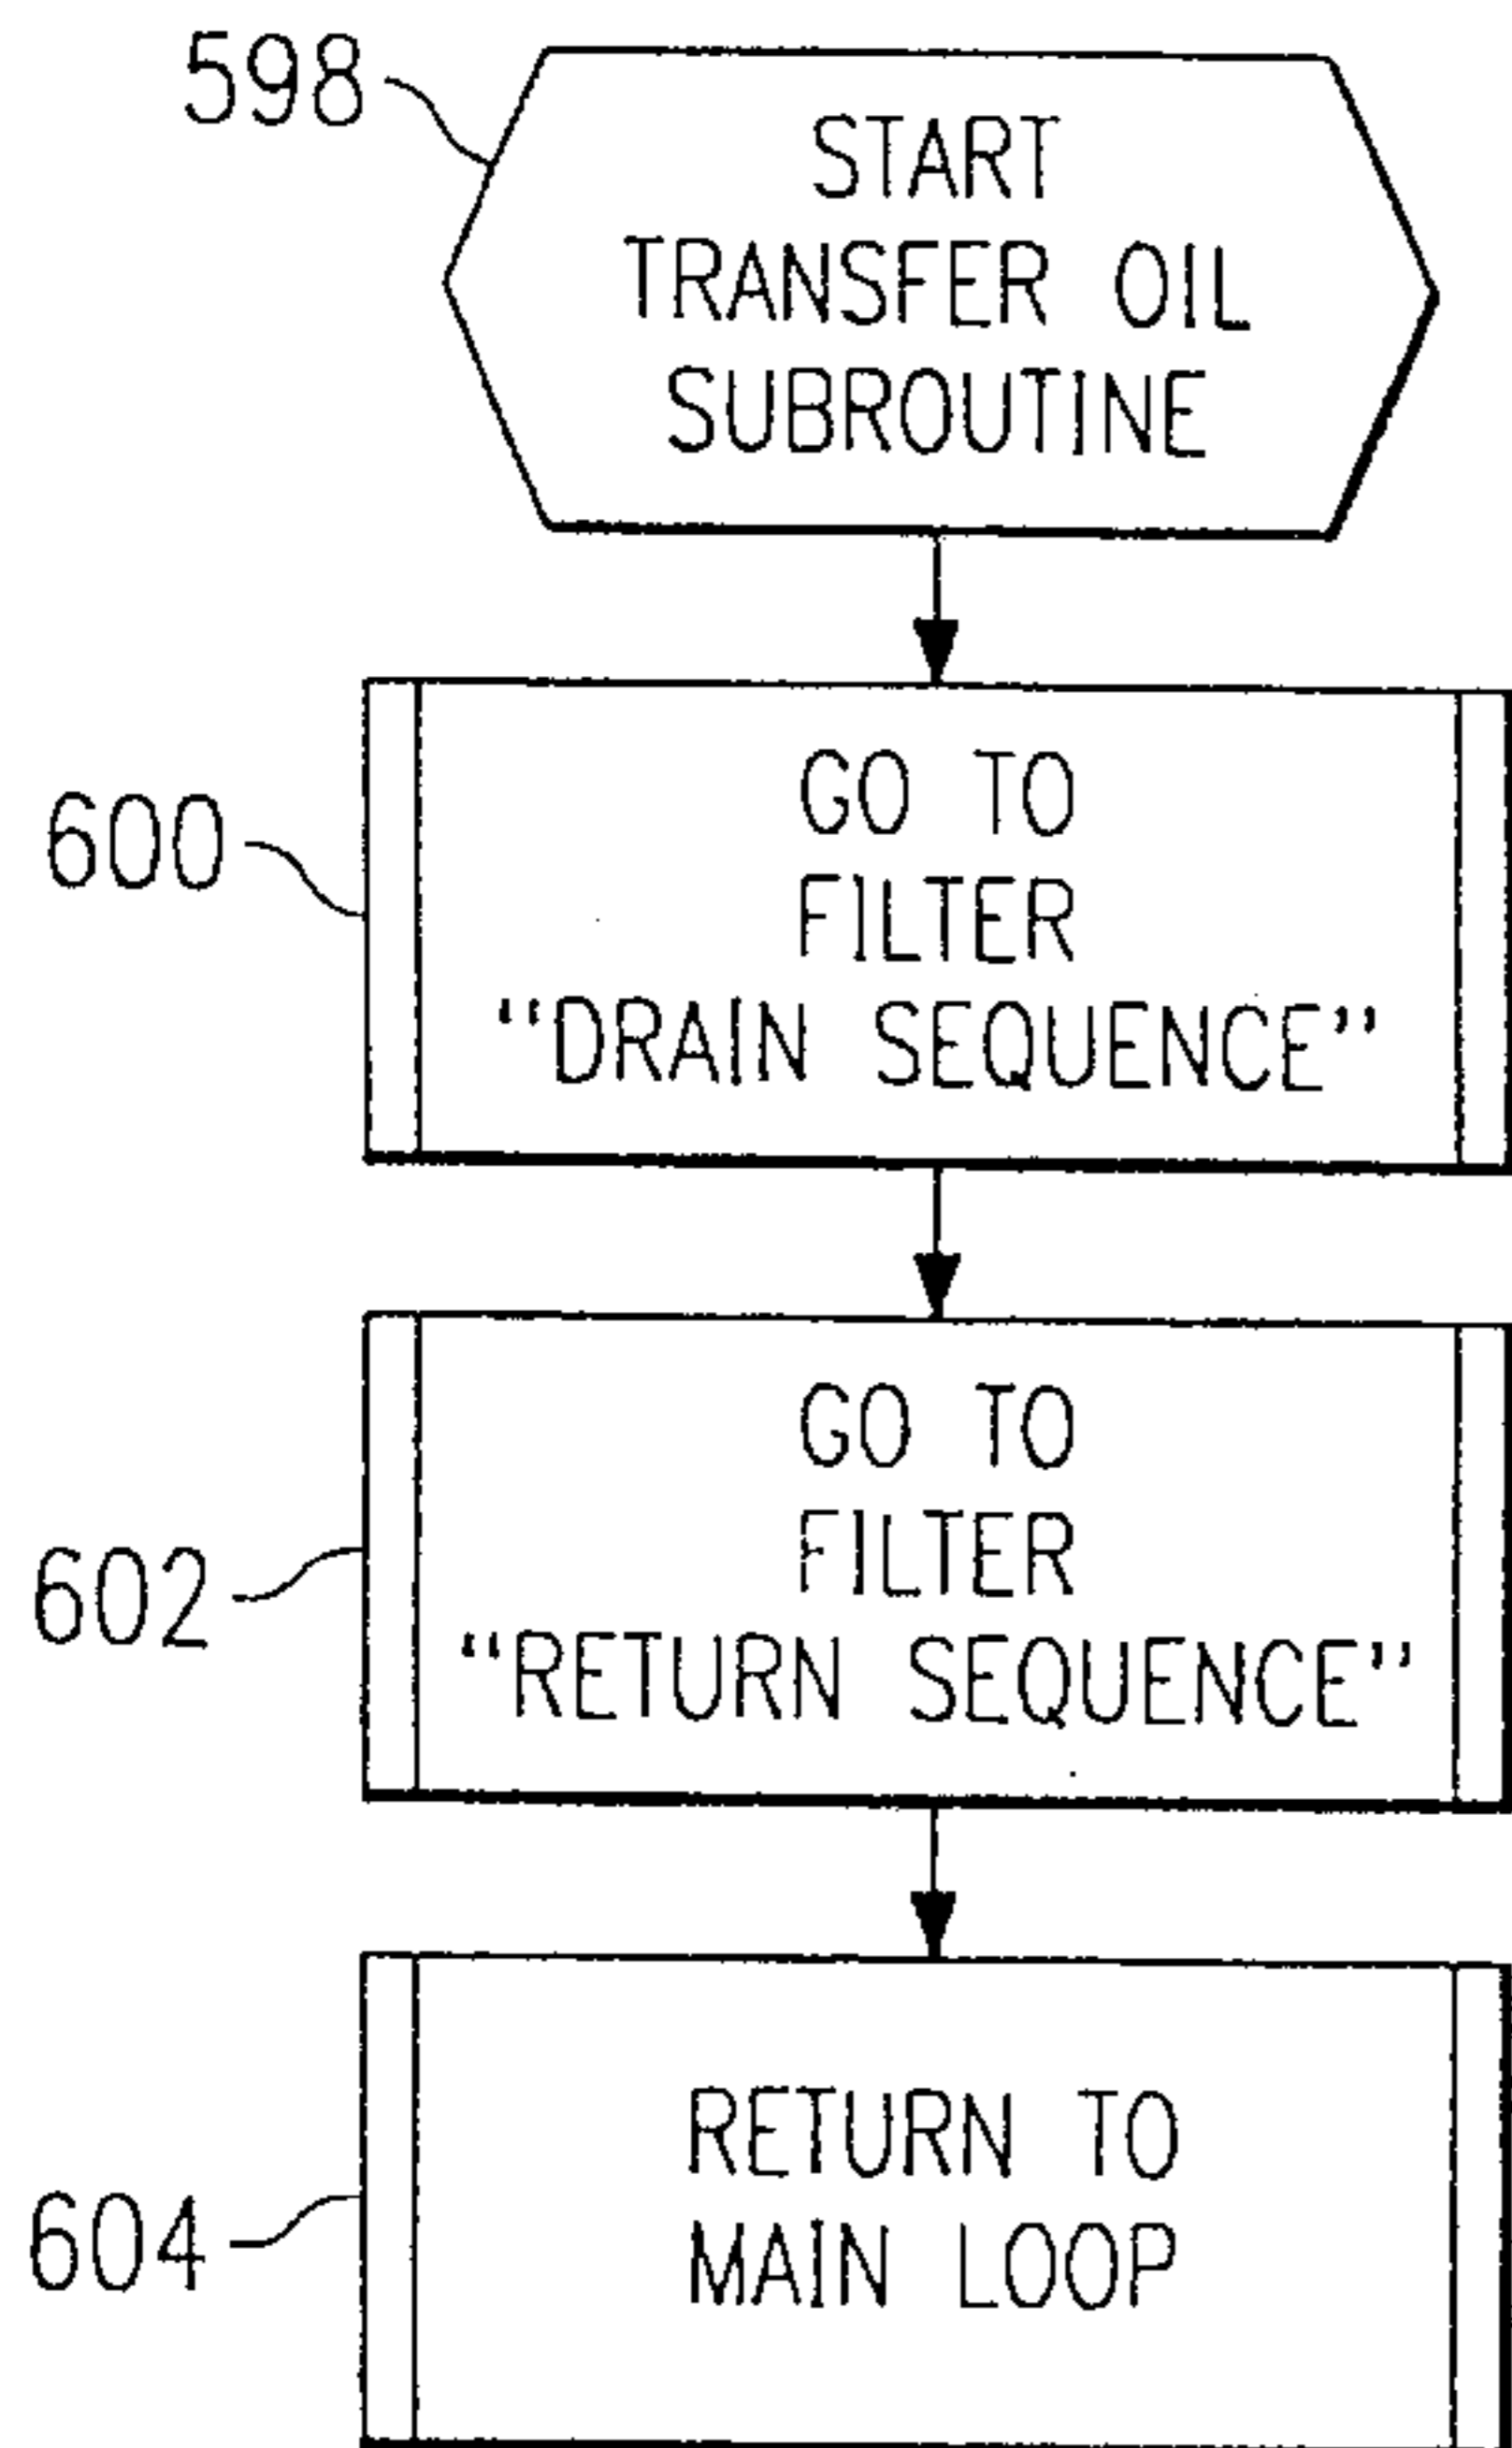 598
START
TRANSFER OIL
SUBROUTINE
600
GO TO
FILTER
"DRAIN SEQUENCE"
602
GO TO
FILTER
"RETURN SEQUENCE"
604
RETURN TO
MAIN LOOP